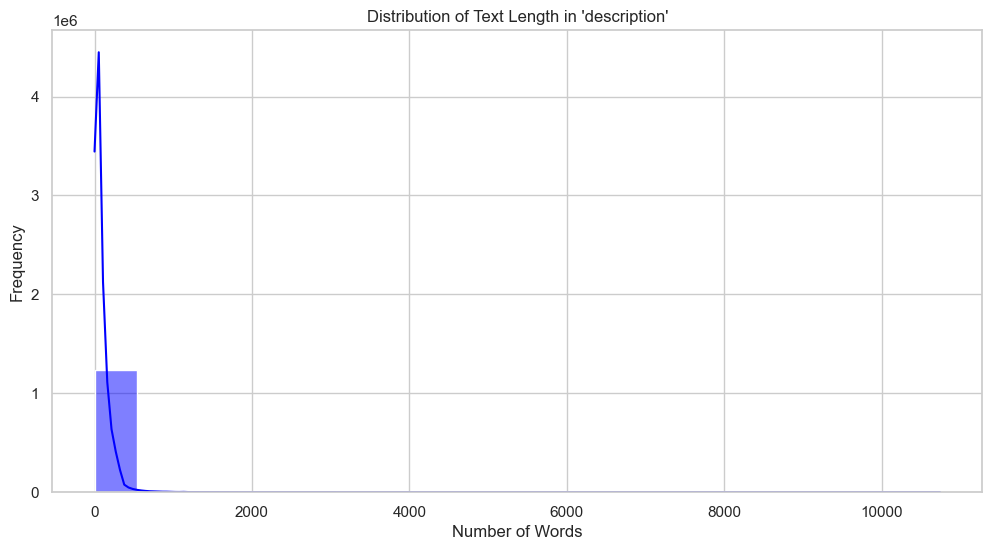 Distribution of Text Length in 'description'
1e6
4
3
2
1
0
Frequency
0 2000 4000 6000 8000 10000
Number of Words